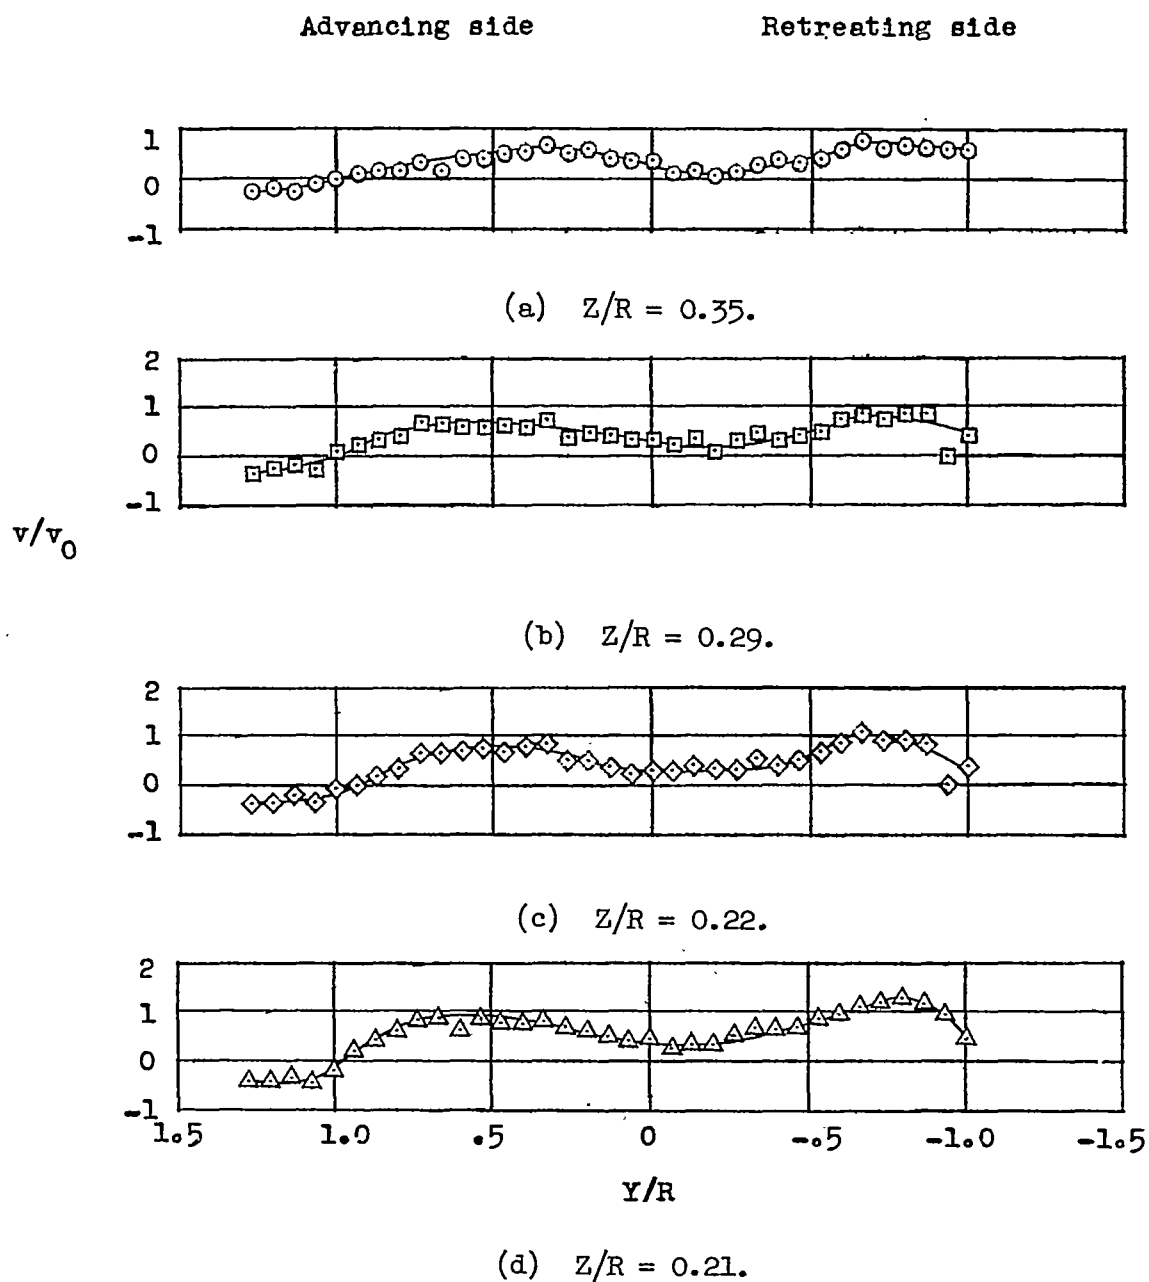 Advancing side Retreating side
1
0
-1
(a) Z/R = 0.35.
2
1
0
-1
v/v0
(b) Z/R = 0.29.
2
1
0
-1
(c) Z/R = 0.22.
2
1
0
-1
1.5 1.0 .5 0 -.5 -1.0 -1.5
Y/R
(d) Z/R = 0.21.